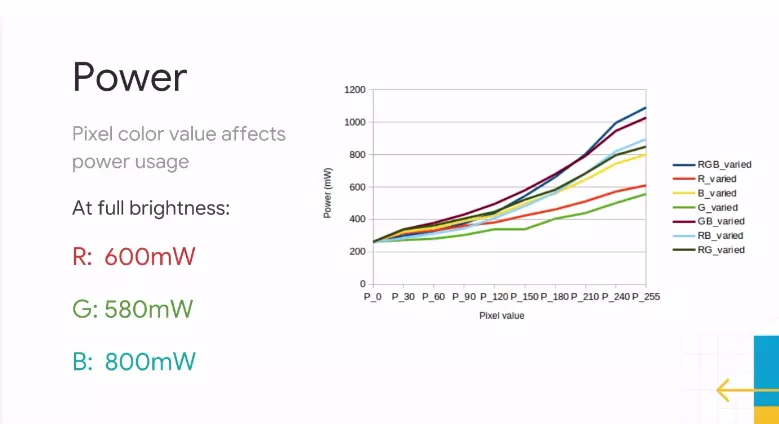 Power
Pixel color value affects
power usage
At full brightness:
R: 600mW
G: 580mW
B: 800mW
1200
1000
800
600
400
200
0
Power (mW)
P_0 P_30 P_60 P_90 P_120 P_150 P_180 P_210 P_240 P_255
Pixel value
RGB_varied
R_varied
B_varied
G_varied
GB_varied
RB_varied
RG_varied